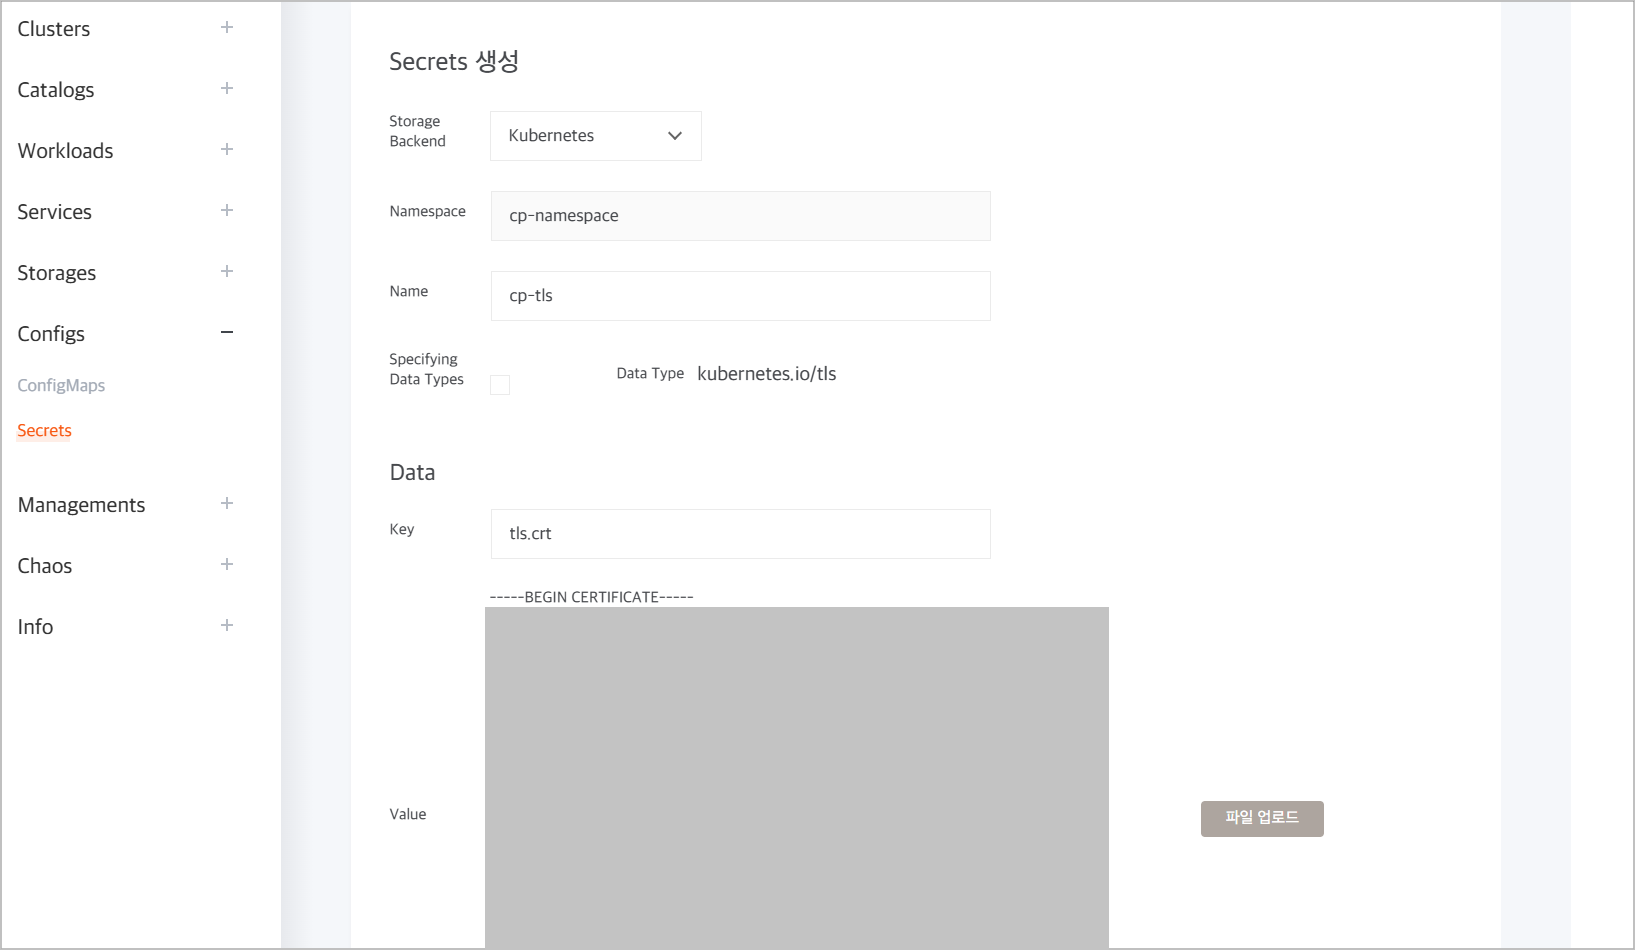 Clusters
Catalogs
Workloads
Services
Storages
Configs
ConfigMaps
Secrets
Managements
Chaos
Info
Secrets 생성
Storage
Backend
Kubernetes
Namespace
cp-namespace
Name
cp-tls
Specifying
Data Types
Data Type kubernetes.io/tls
Data
Key
tls.crt
-----BEGIN CERTIFICATE-----
Value
파일 업로드